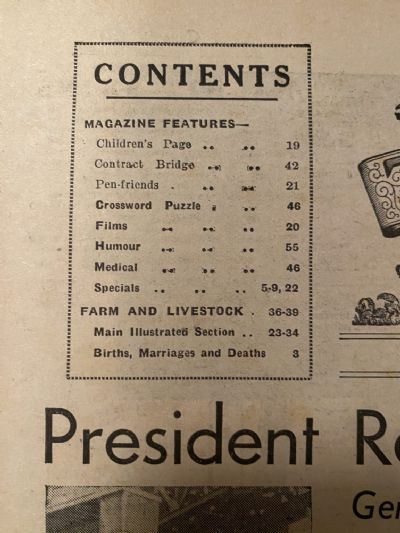 CONTENTS
MAGAZINE FEATURES—
Children's Page .. .. 19
Contract Bridge .. .. 42
Pen-friends . .. .. 21
Crossword Puzzle . .. 46
Films .. .. .. 20
Humour .. .. .. 55
Medical .. .. .. 46
Specials .. .. .. 5-9, 22
FARM AND LIVESTOCK . 36-39
Main Illustrated Section .. 23-34
Births, Marriages and Deaths 3
President